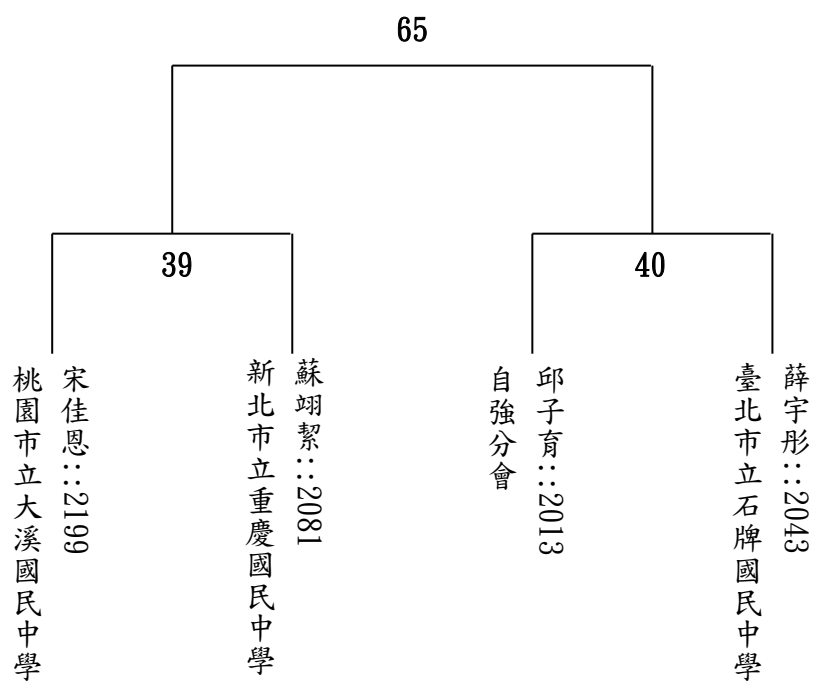 65
39
40
宋佳恩::2199
桃園市立大溪國民中學
蘇翊絜::2081
新北市立重慶國民中學
邱子育::2013
自強分會
薛宇彤::2043
臺北市立石牌國民中學